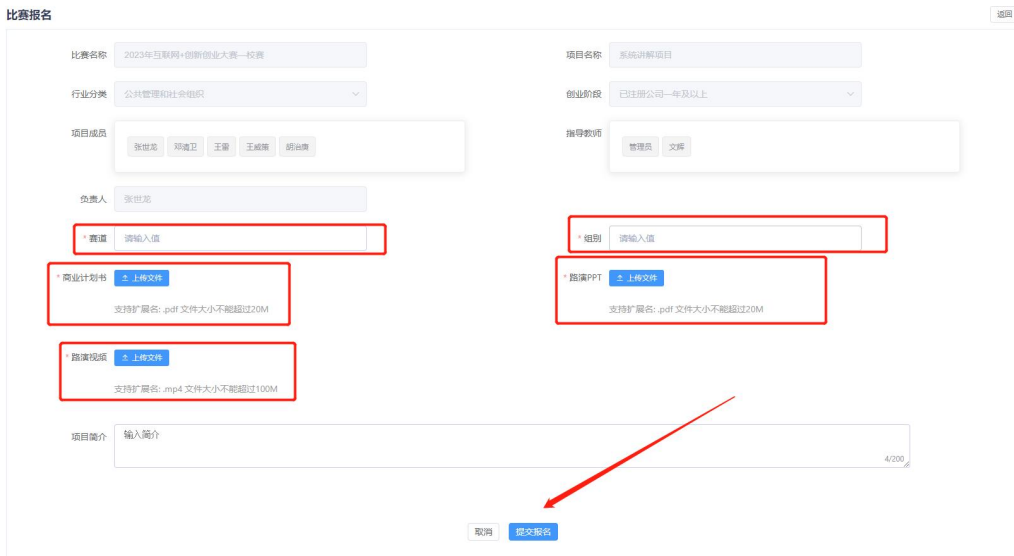 比赛报名
返回
比赛名称 2023年互联网+创新创业大赛—校赛 项目名称 系统讲解项目
行业分类 公共管理和社会组织 创业阶段 已注册公司一年及以上
项目成员 张世龙 邓清卫 王雷 王威策 胡治南 指导教师 管理员 文辉
负责人 张世龙
* 赛道 请输入值 * 组别 请输入值
* 商业计划书 上传文件 * 路演PPT 上传文件
支持扩展名: .pdf 文件大小不能超过20M 支持扩展名: .pdf 文件大小不能超过20M
* 路演视频 上传文件
支持扩展名: .mp4 文件大小不能超过100M
项目简介 输入简介
4/200
取消 提交报名